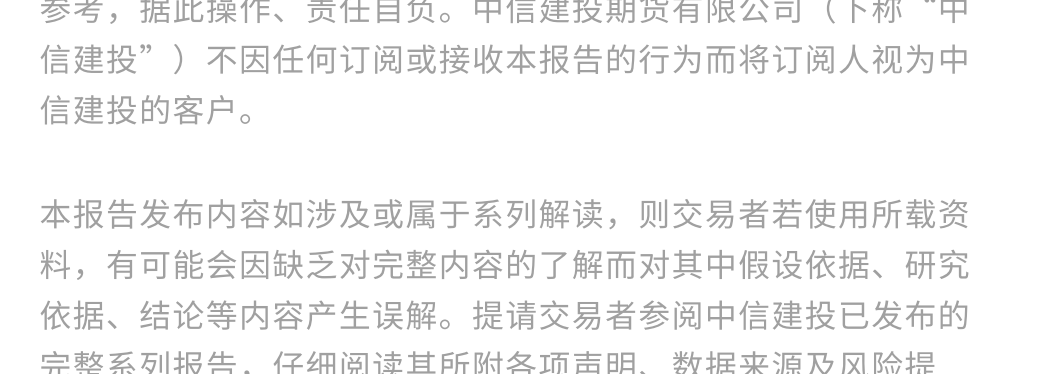 参考，据此操作、责任自负。中信建投期货有限公司（下称“中
信建投”）不因任何订阅或接收本报告的行为而将订阅人视为中
信建投的客户。
本报告发布内容如涉及或属于系列解读，则交易者若使用所载资
料，有可能会因缺乏对完整内容的了解而对其中假设依据、研究
依据、结论等内容产生误解。提请交易者参阅中信建投已发布的
完整系列报告，仔细阅读其所附各项声明、数据来源及风险提